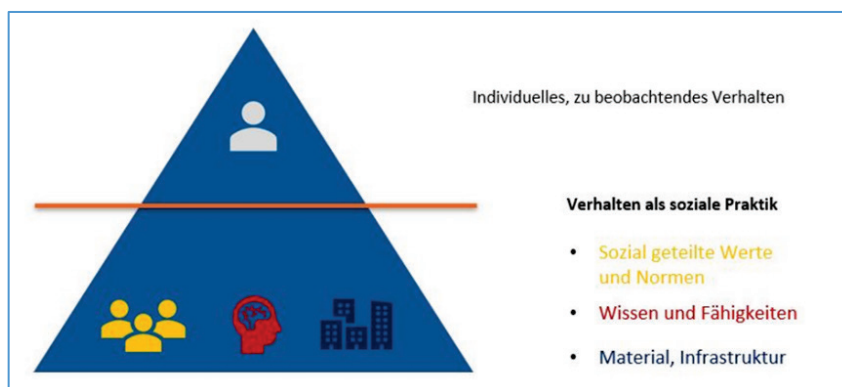 Individuelles, zu beobachtendes Verhalten
Verhalten als soziale Praktik
• Sozial geteilte Werte
und Normen
• Wissen und Fähigkeiten
• Material, Infrastruktur